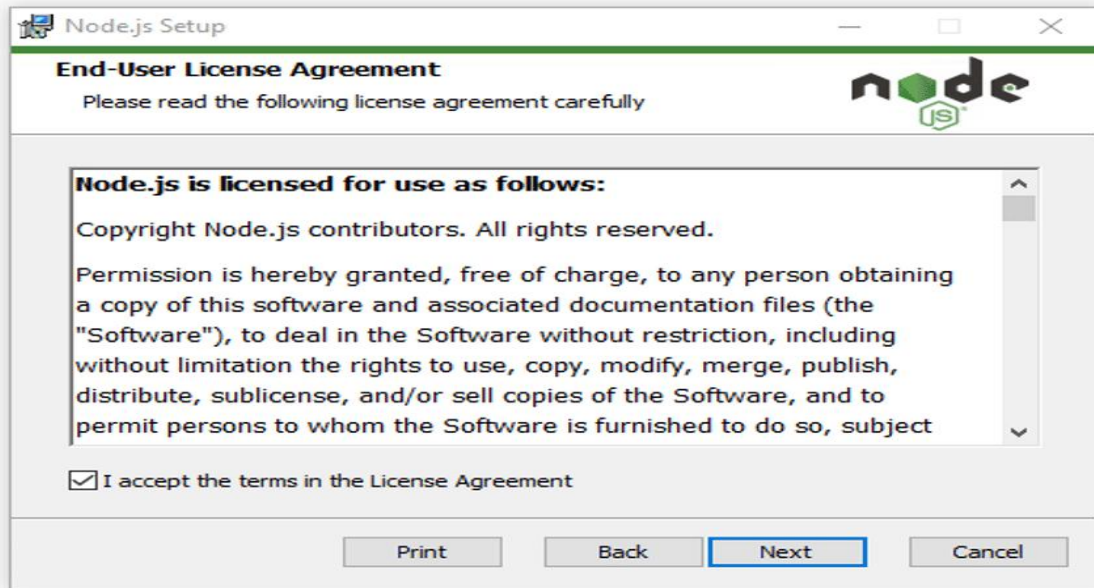 Node.js Setup
End-User License Agreement
Please read the following license agreement carefully
node
JS
Node.js is licensed for use as follows:
Copyright Node.js contributors. All rights reserved.
Permission is hereby granted, free of charge, to any person obtaining
a copy of this software and associated documentation files (the
"Software"), to deal in the Software without restriction, including
without limitation the rights to use, copy, modify, merge, publish,
distribute, sublicense, and/or sell copies of the Software, and to
permit persons to whom the Software is furnished to do so, subject
I accept the terms in the License Agreement
Print Back Next Cancel